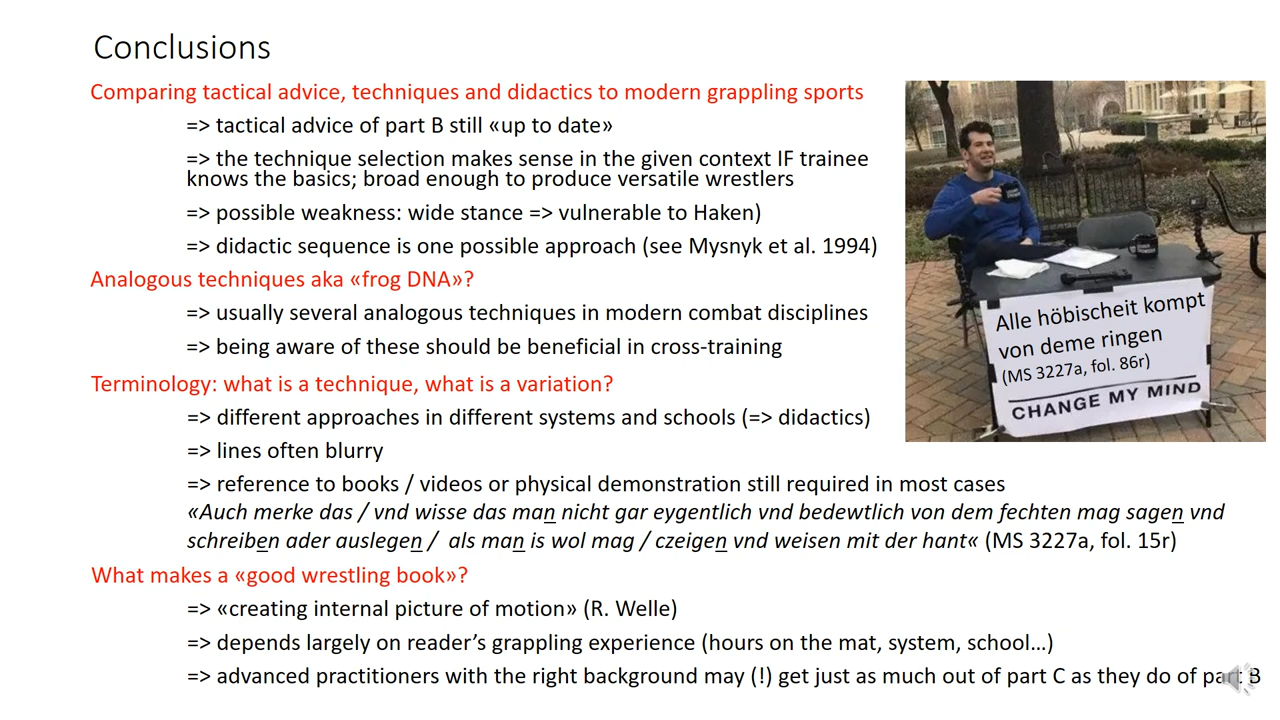 Conclusions
Comparing tactical advice, techniques and didactics to modern grappling sports
=> tactical advice of part B still «up to date»
=> the technique selection makes sense in the given context IF trainee
knows the basics; broad enough to produce versatile wrestlers
=> possible weakness: wide stance => vulnerable to Haken)
=> didactic sequence is one possible approach (see Mysnyk et al. 1994)
Analogous techniques aka «frog DNA»?
=> usually several analogous techniques in modern combat disciplines
=> being aware of these should be beneficial in cross-training
Terminology: what is a technique, what is a variation?
=> different approaches in different systems and schools (=> didactics)
=> lines often blurry
=> reference to books / videos or physical demonstration still required in most cases
«Auch merke das / vnd wisse das man nicht gar eygentlich vnd bedewtlich von dem fechten mag sagen vnd
schreiben ader auslegen / als man is wol mag / czeigen vnd weisen mit der hant« (MS 3227a, fol. 15r)
What makes a «good wrestling book»?
=> «creating internal picture of motion» (R. Welle)
=> depends largely on reader's grappling experience (hours on the mat, system, school…)
=> advanced practitioners with the right background may (!) get just as much out of part C as they do of part B
Alle höbischeit kompt
von deme ringen
(MS 3227a, fol. 86r)
CHANGE MY MIND